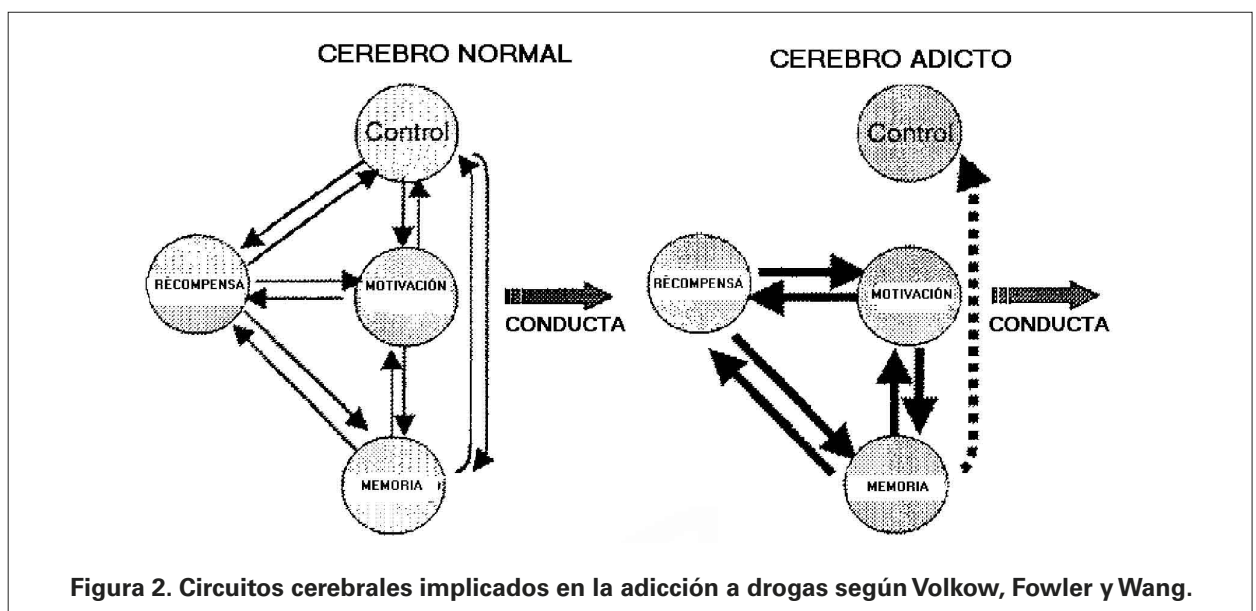 CEREBRO NORMAL
Control
RECOMPENSA
MOTIVACIÓN
CONDUCTA
MEMORIA
CEREBRO ADICTO
Control
RECOMPENSA
MOTIVACIÓN
CONDUCTA
MEMORIA
Figura 2. Circuitos cerebrales implicados en la adicción a drogas según Volkow, Fowler y Wang.